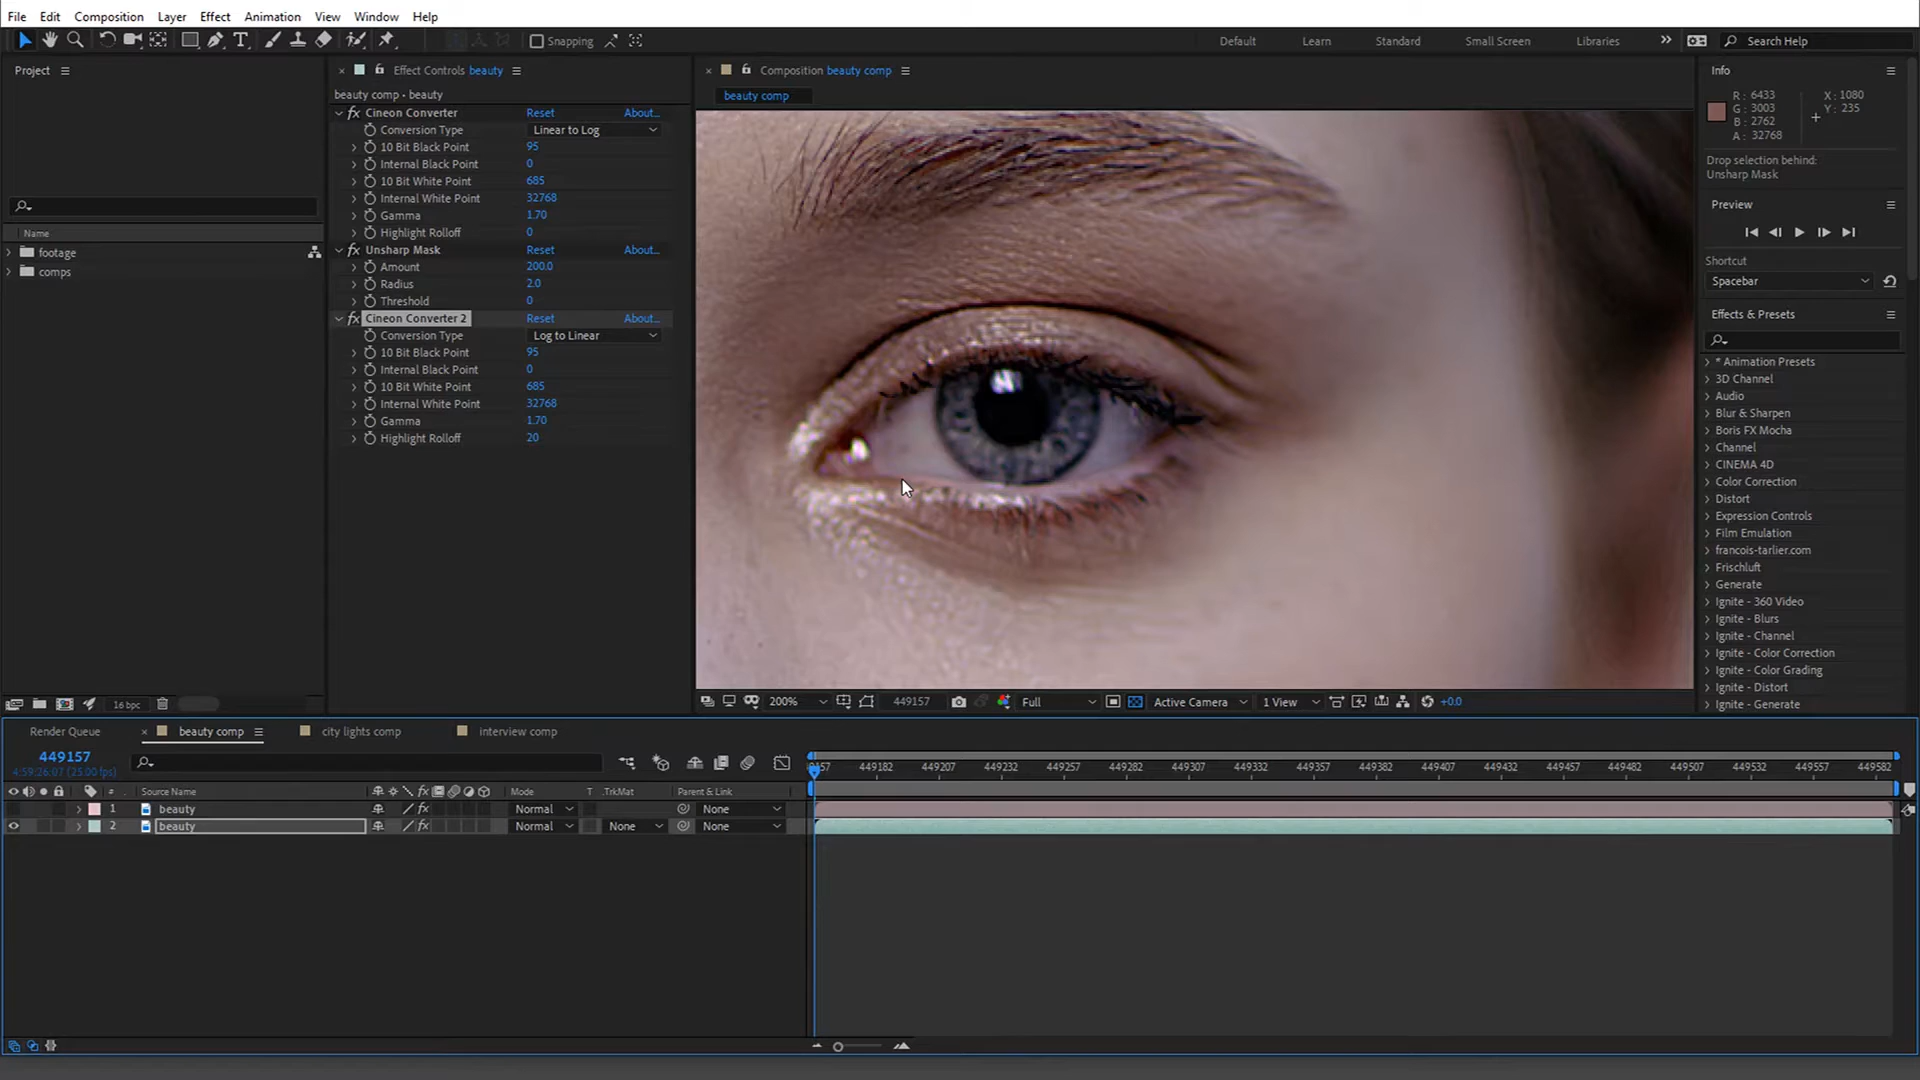 File Edit Composition Layer Effect Animation View Window Help
Snapping
Default Learn Standard Small Screen Libraries Search Help
Project
Name
footage
comps
16 bpc
Effect Controls beauty
beauty comp • beauty
Cineon Converter Reset About...
Conversion Type Linear to Log
10 Bit Black Point 95
Internal Black Point 0
10 Bit White Point 685
Internal White Point 32768
Gamma 1.70
Highlight Rolloff 0
Unsharp Mask Reset About...
Amount 200.0
Radius 2.0
Threshold 0
Cineon Converter 2 Reset About...
Conversion Type Log to Linear
10 Bit Black Point 95
Internal Black Point 0
10 Bit White Point 685
Internal White Point 32768
Gamma 1.70
Highlight Rolloff 20
Composition beauty comp
beauty comp
200% 449157 Full Active Camera 1 View +0.0
Info
R: 6433 X: 1080
G: 3003 Y: 235
B: 2762
A: 32768
Drop selection behind:
Unsharp Mask
Preview
Shortcut
Spacebar
Effects & Presets
* Animation Presets
3D Channel
Audio
Blur & Sharpen
Boris FX Mocha
Channel
CINEMA 4D
Color Correction
Distort
Expression Controls
Film Emulation
francois-tarlier.com
Frischluft
Generate
Ignite - 360 Video
Ignite - Blurs
Ignite - Channel
Ignite - Color Correction
Ignite - Color Grading
Ignite - Distort
Ignite - Generate
Render Queue beauty comp city lights comp interview comp
449157
4:59:26:07 (25.00 fps)
449182 449207 449232 449257 449282 449307 449332 449357 449382 449407 449432 449457 449482 449507 449532 449557 449582
# Source Name Mode T .TrkMat Parent & Link
1 beauty Normal None
2 beauty Normal None None